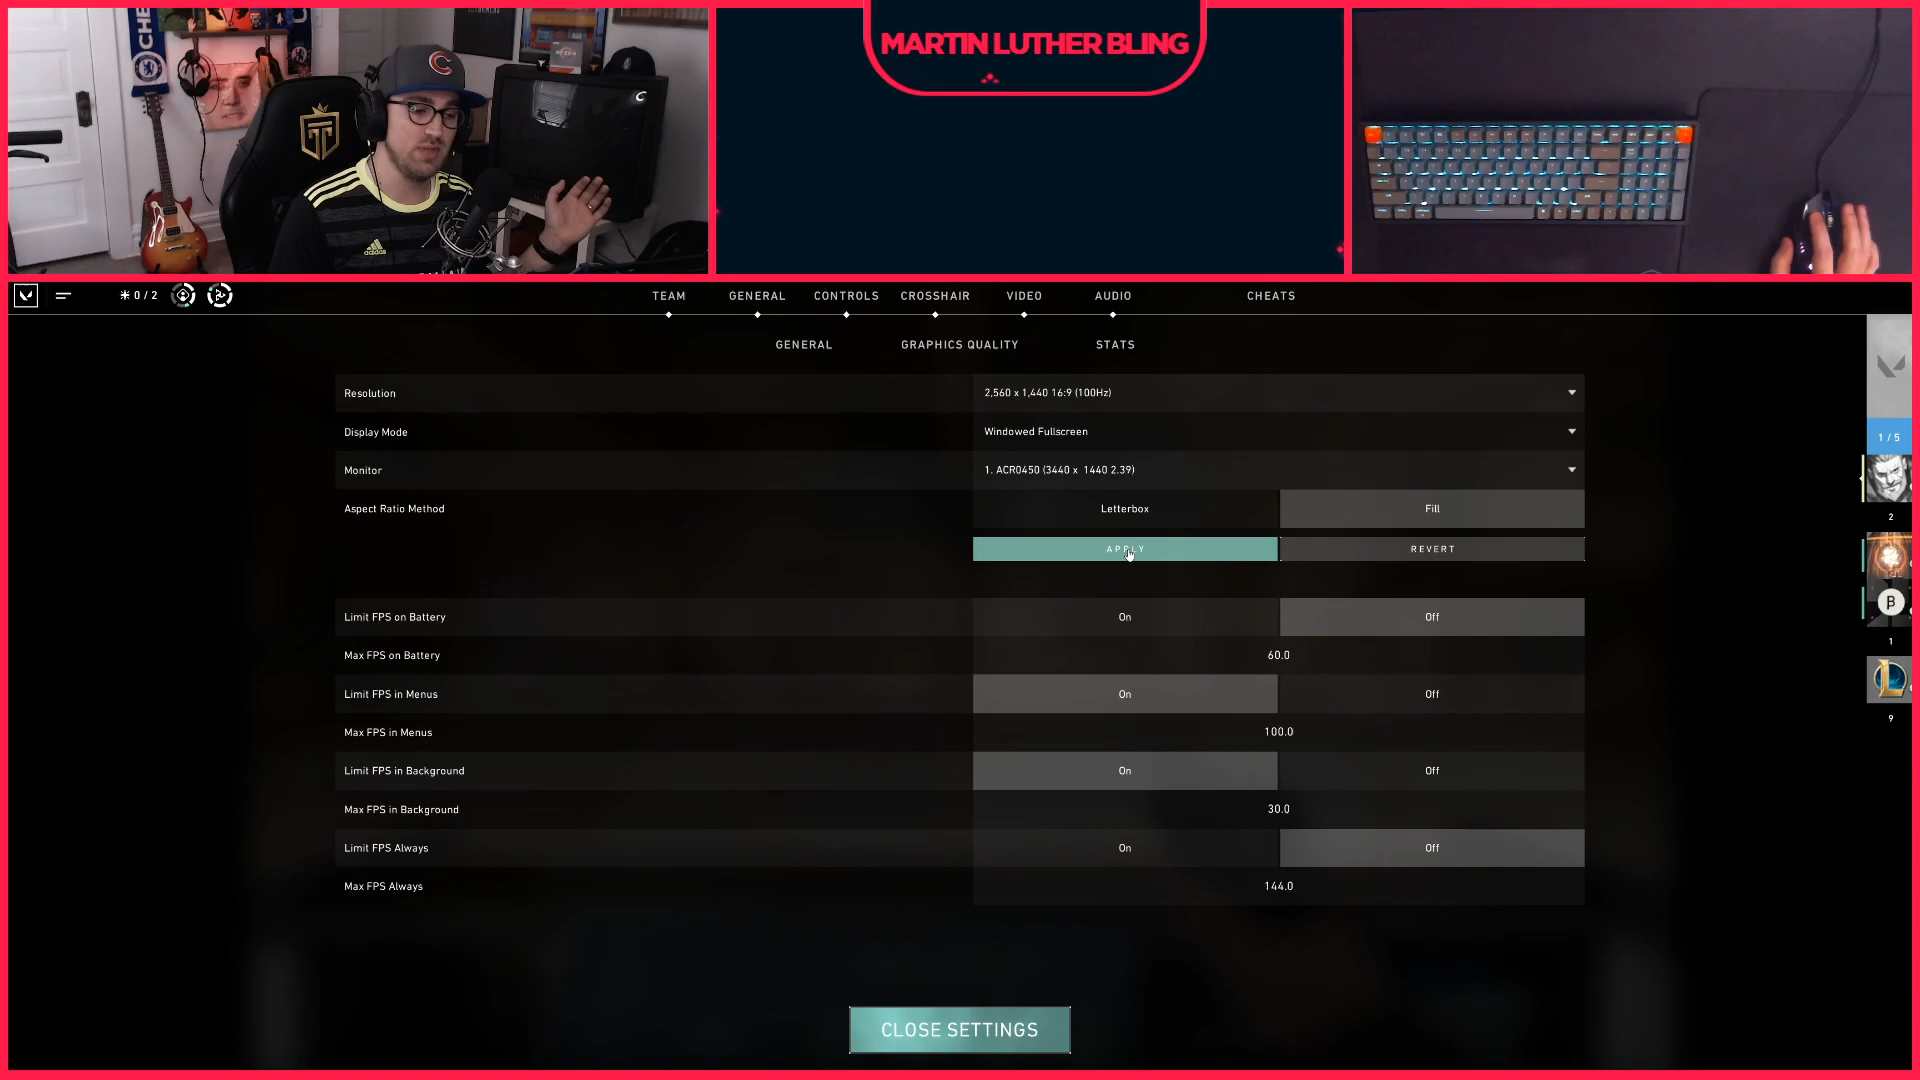 CHE
RYZEN
C
adidas
MARTIN LUTHER BLING
0 / 2
TEAM
GENERAL
CONTROLS
CROSSHAIR
VIDEO
AUDIO
CHEATS
GENERAL
GRAPHICS QUALITY
STATS
Resolution
2,560 x 1,440 16:9 (100Hz)
Display Mode
Windowed Fullscreen
Monitor
1. ACR0450 (3440 x 1440 2.39)
Aspect Ratio Method
Letterbox
Fill
APPLY
REVERT
Limit FPS on Battery
On
Off
Max FPS on Battery
60.0
Limit FPS in Menus
On
Off
Max FPS in Menus
100.0
Limit FPS in Background
On
Off
Max FPS in Background
30.0
Limit FPS Always
On
Off
Max FPS Always
144.0
CLOSE SETTINGS
1 / 5
2
B
1
L
9